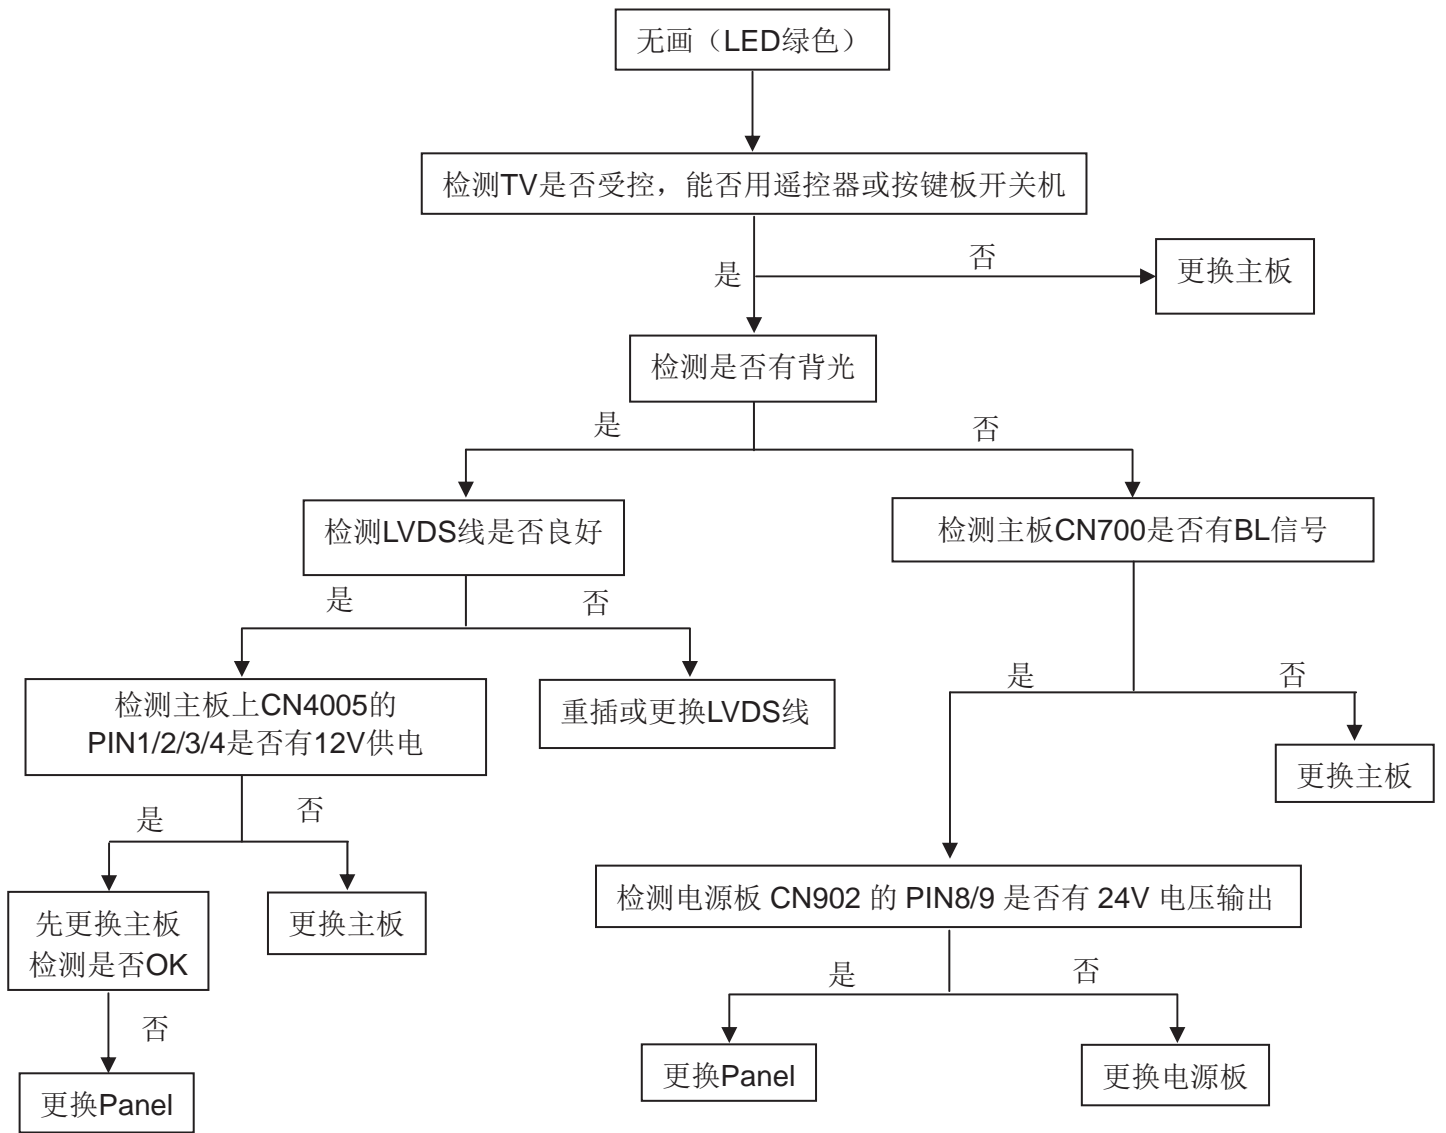 无画（LED绿色）
检测TV是否受控，能否用遥控器或按键板开关机
是
否
更换主板
检测是否有背光
是
否
检测LVDS线是否良好
检测主板CN700是否有BL信号
是
否
是
否
检测主板上CN4005的
PIN1/2/3/4是否有12V供电
重插或更换LVDS线
更换主板
是
否
先更换主板
检测是否OK
更换主板
检测电源板 CN902 的 PIN8/9 是否有 24V 电压输出
否
是
否
更换Panel
更换Panel
更换电源板